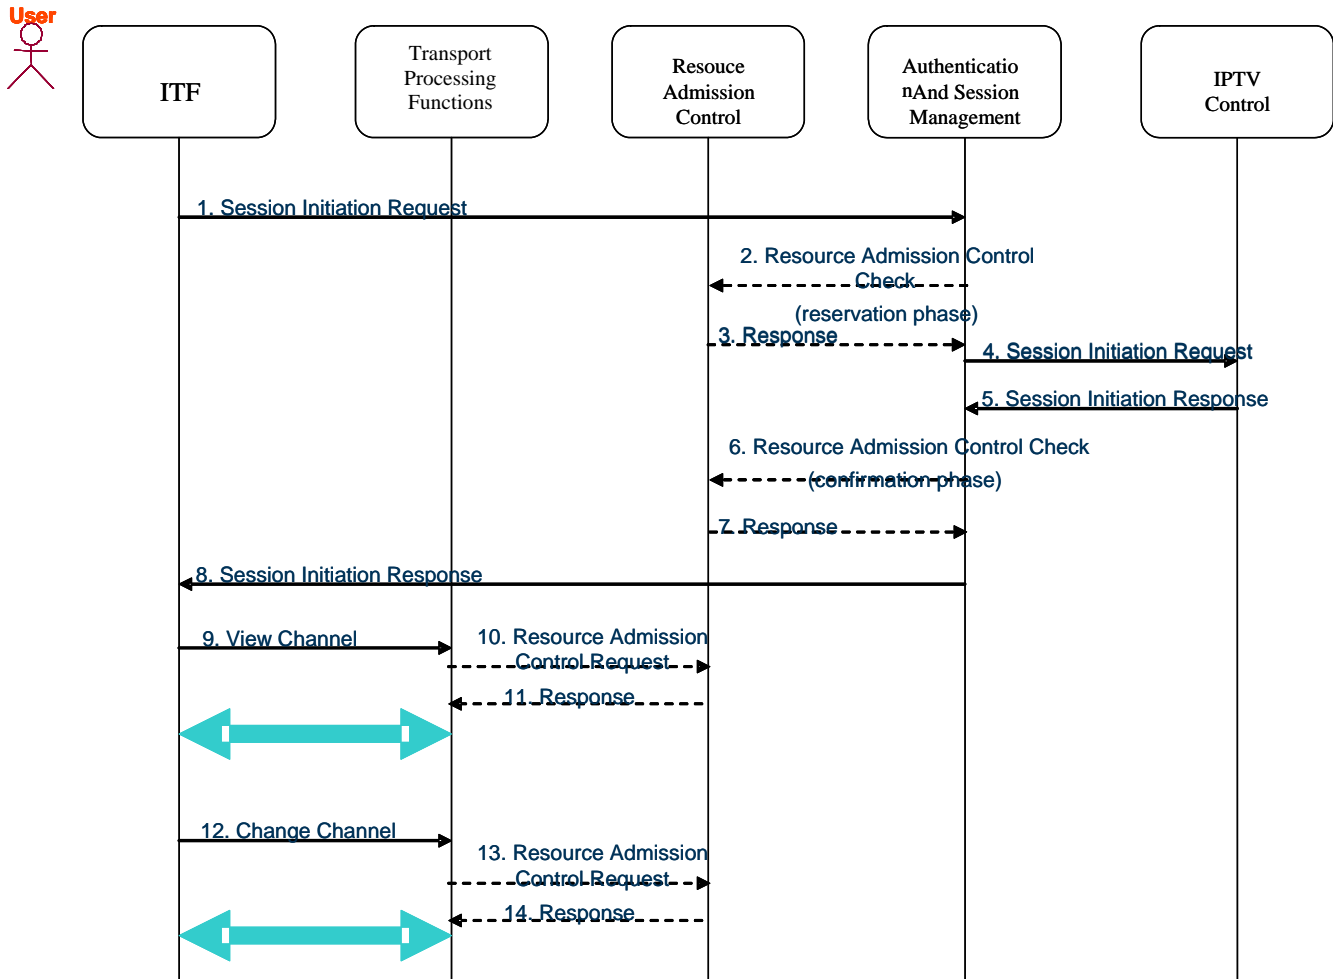 User
ITF
Transport
Processing
Functions
Resouce
Admission
Control
Authenticatio
nAnd Session
Management
IPTV
Control
1. Session Initiation Request
2. Resource Admission Control
Check
(reservation phase)
3. Response
4. Session Initiation Request
5. Session Initiation Response
6. Resource Admission Control Check
(confirmation phase)
7. Response
8. Session Initiation Response
9. View Channel
10. Resource Admission
Control Request
11. Response
12. Change Channel
13. Resource Admission
Control Request
14. Response